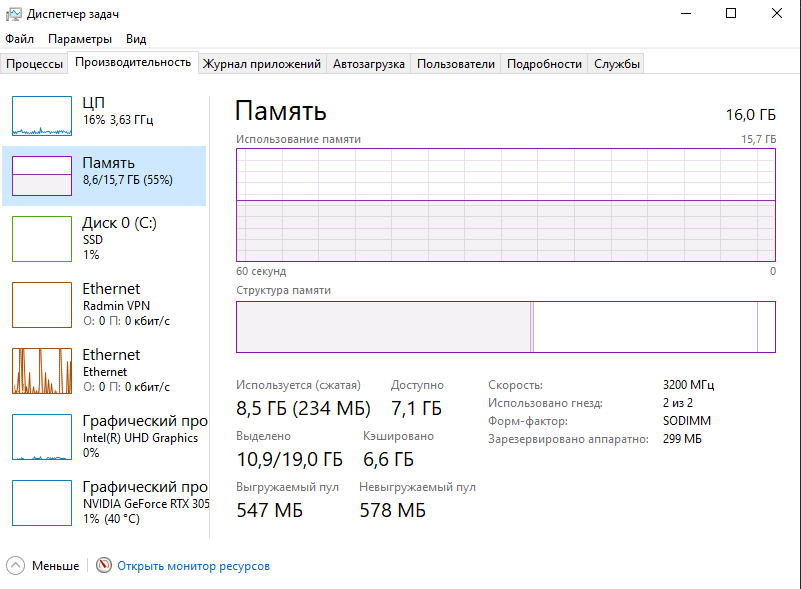 Диспетчер задач
Файл Параметры Вид
Процессы Производительность Журнал приложений Автозагрузка Пользователи Подробности Службы
ЦП
16% 3,63 ГГц
Память
8,6/15,7 ГБ (55%)
Диск 0 (C:)
SSD
1%
Ethernet
Radmin VPN
О: 0 П: 0 кбит/с
Ethernet
Ethernet
О: 0 П: 0 кбит/с
Графический про
Intel(R) UHD Graphics
0%
Графический про
NVIDIA GeForce RTX 305
1% (40 °C)
Память 16,0 ГБ
Использование памяти 15,7 ГБ
60 секунд 0
Структура памяти
Используется (сжатая) Доступно
8,5 ГБ (234 МБ) 7,1 ГБ
Выделено Кэшировано
10,9/19,0 ГБ 6,6 ГБ
Выгружаемый пул Невыгружаемый пул
547 МБ 578 МБ
Скорость: 3200 МГц
Использовано гнезд: 2 из 2
Форм-фактор: SODIMM
Зарезервировано аппаратно: 299 МБ
Меньше Открыть монитор ресурсов